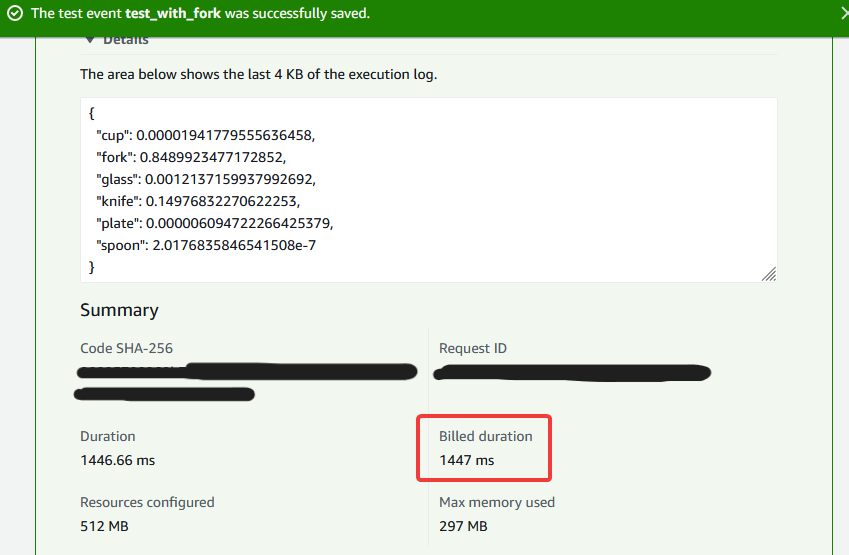 The test event test_with_fork was successfully saved.
Details
The area below shows the last 4 KB of the execution log.
{
"cup": 0.00001941779555636458,
"fork": 0.8489923477172852,
"glass": 0.0012137159937992692,
"knife": 0.14976832270622253,
"plate": 0.000006094722266425379,
"spoon": 2.0176835846541508e-7
}
Summary
Code SHA-256
Request ID
Duration
Billed duration
1446.66 ms
1447 ms
Resources configured
Max memory used
512 MB
297 MB